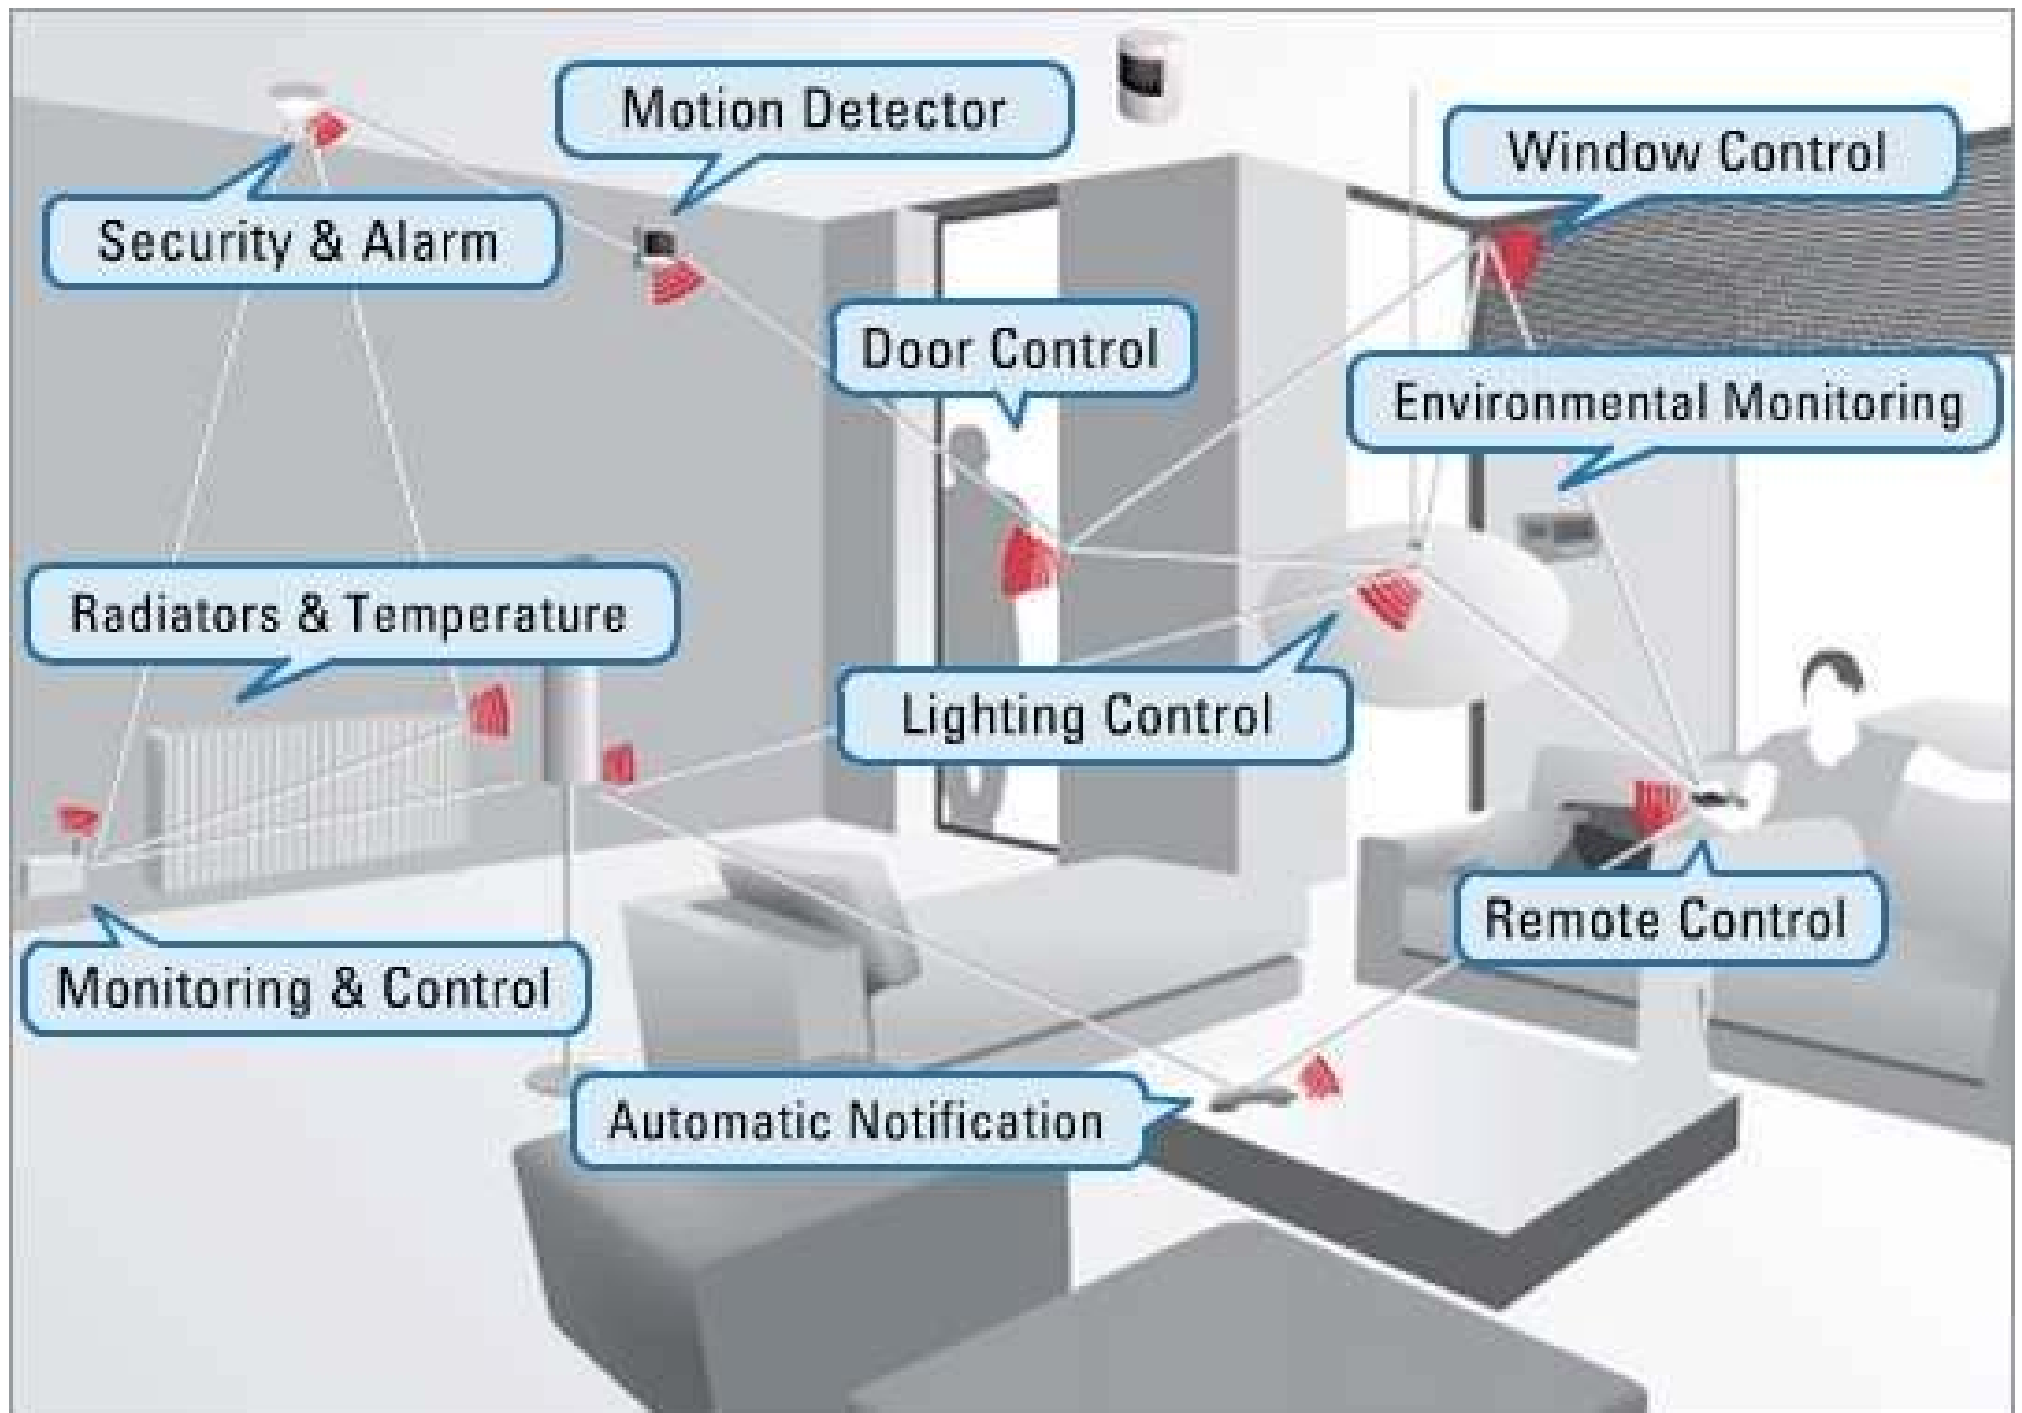 Motion Detector
Window Control
Security & Alarm
Door Control
Environmental Monitoring
Radiators & Temperature
Lighting Control
Remote Control
Monitoring & Control
Automatic Notification